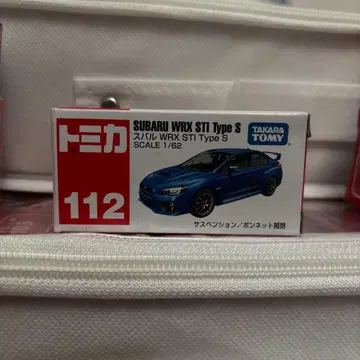 トミカ
112
SUBARU WRX STI Type S
スバル WRX STI Type S
SCALE 1/62
TAKARA
TOMY
サスペンション/ボンネット開閉